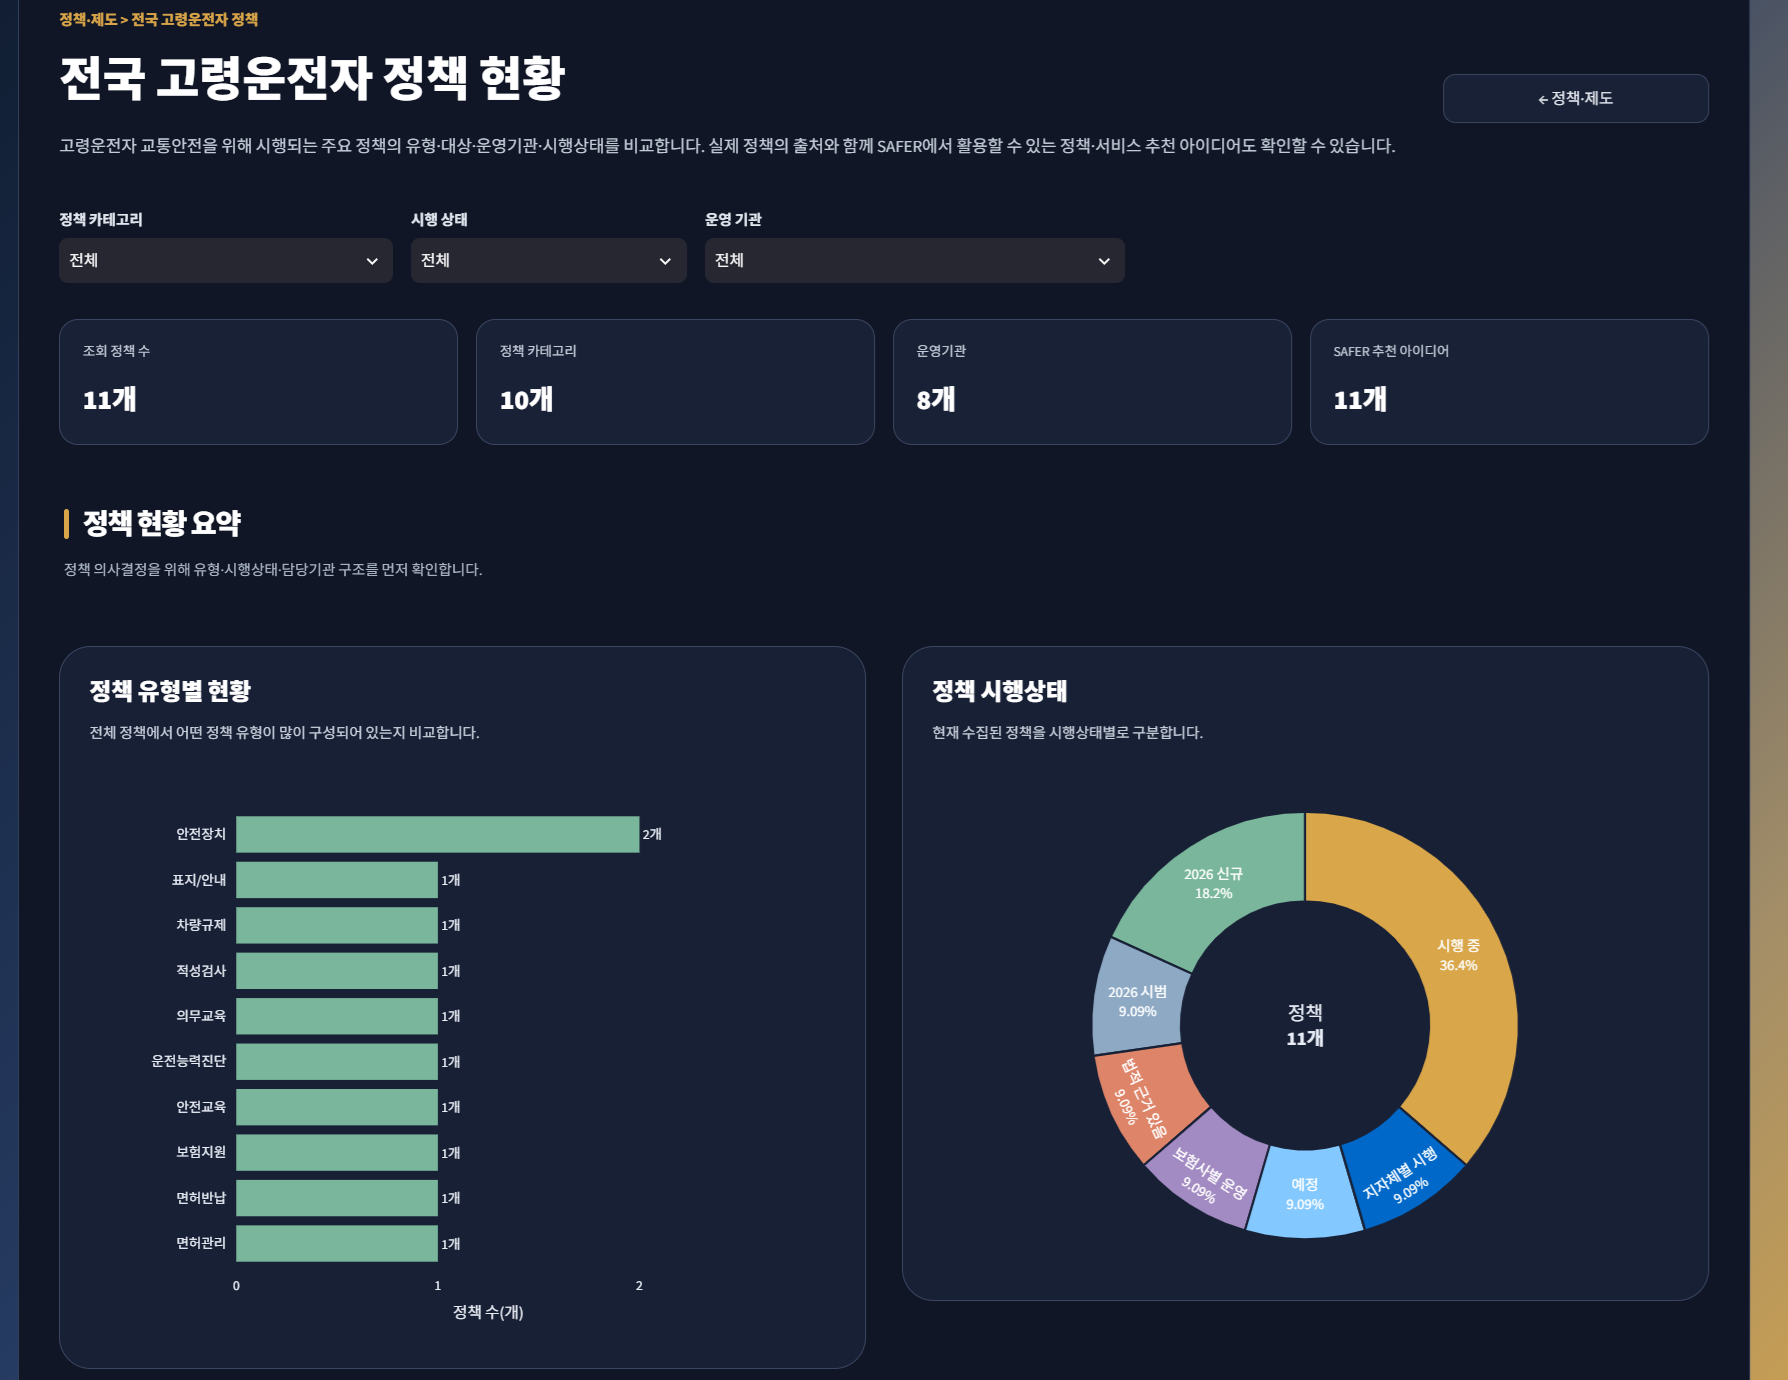 정책·제도 > 전국 고령운전자 정책
전국 고령운전자 정책 현황
← 정책·제도
고령운전자 교통안전을 위해 시행되는 주요 정책의 유형·대상·운영기관·시행상태를 비교합니다. 실제 정책의 출처와 함께 SAFER에서 활용할 수 있는 정책·서비스 추천 아이디어도 확인할 수 있습니다.
정책 카테고리
시행 상태
운영 기관
전체
전체
전체
조회 정책 수
정책 카테고리
운영기관
SAFER 추천 아이디어
11개
10개
8개
11개
정책 현황 요약
정책 의사결정을 위해 유형·시행상태·담당기관 구조를 먼저 확인합니다.
정책 유형별 현황
전체 정책에서 어떤 정책 유형이 많이 구성되어 있는지 비교합니다.
안전장치 2개
표지/안내 1개
차량규제 1개
적성검사 1개
의무교육 1개
운전능력진단 1개
안전교육 1개
보험지원 1개
면허반납 1개
면허관리 1개
0 1 2
정책 수(개)
정책 시행상태
현재 수집된 정책을 시행상태별로 구분합니다.
2026 신규
18.2%
시행 중
36.4%
2026 시범
9.09%
정책
11개
법적 근거 있음
9.09%
보험사별 운영
9.09%
예정
9.09%
지자체별 시행
9.09%